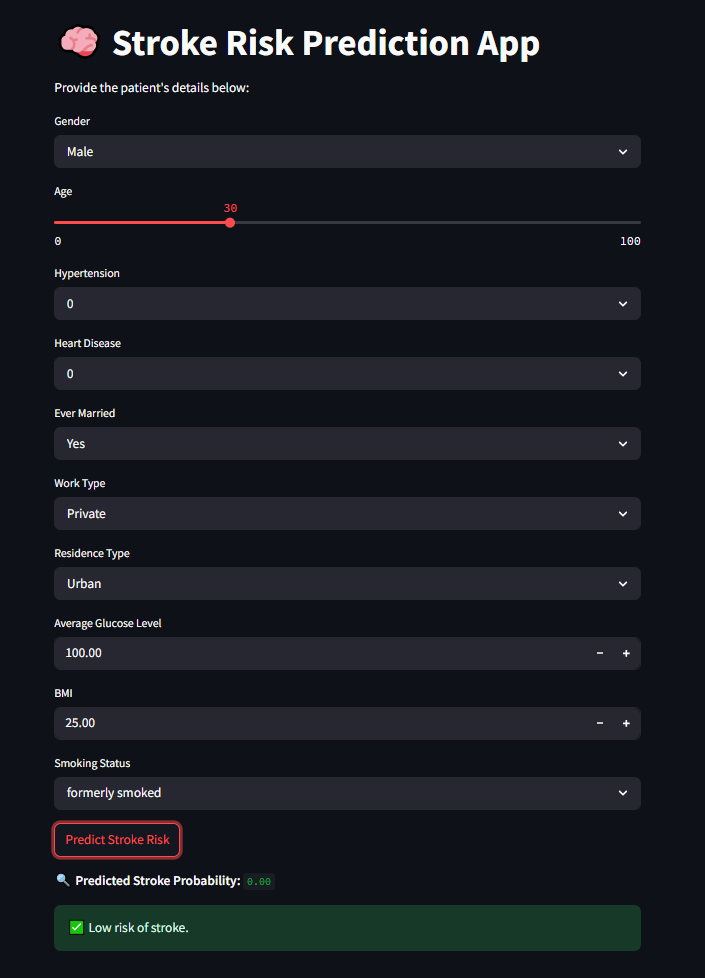 🧠 Stroke Risk Prediction App
Provide the patient's details below:
Gender
Male
Age
30
0 100
Hypertension
0
Heart Disease
0
Ever Married
Yes
Work Type
Private
Residence Type
Urban
Average Glucose Level
100.00 − +
BMI
25.00 − +
Smoking Status
formerly smoked
Predict Stroke Risk
🔍 Predicted Stroke Probability: 0.00
✅ Low risk of stroke.